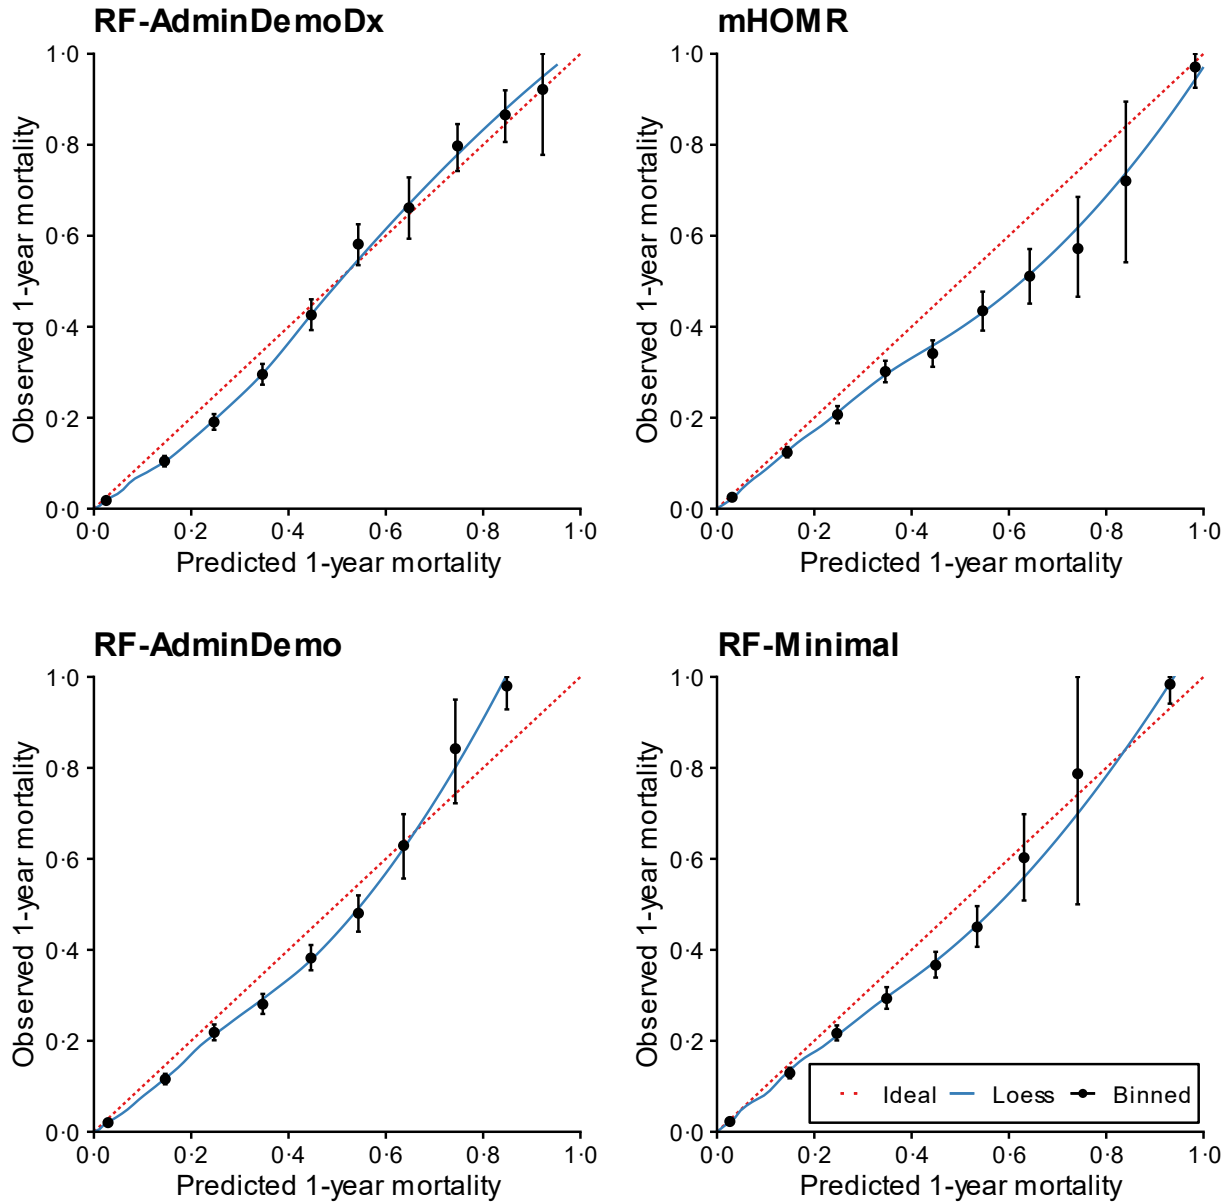 RF-AdminDemoDx
1·0
0·8
0·6
0·4
0·2
0·0
Observed 1-year mortality
0·0 0·2 0·4 0·6 0·8 1·0
Predicted 1-year mortality
mHOMR
1·0
0·8
0·6
0·4
0·2
0·0
Observed 1-year mortality
0·0 0·2 0·4 0·6 0·8 1·0
Predicted 1-year mortality
RF-AdminDemo
1·0
0·8
0·6
0·4
0·2
0·0
Observed 1-year mortality
0·0 0·2 0·4 0·6 0·8 1·0
Predicted 1-year mortality
RF-Minimal
1·0
0·8
0·6
0·4
0·2
0·0
Observed 1-year mortality
Ideal Loess Binned
0·0 0·2 0·4 0·6 0·8 1·0
Predicted 1-year mortality